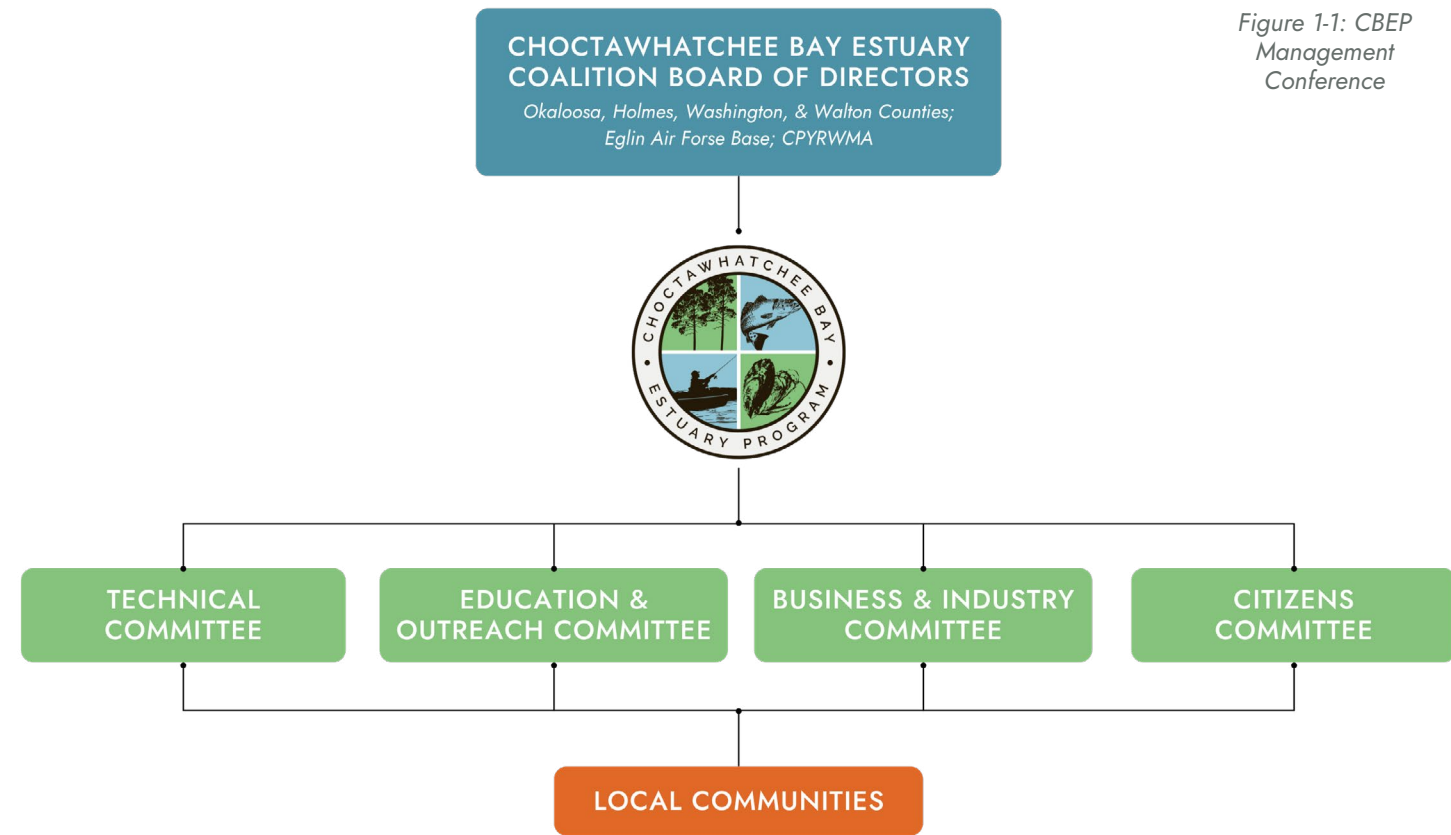 Figure 1-1: CBEP
Management
Conference
CHOCTAWHATCHEE BAY ESTUARY
COALITION BOARD OF DIRECTORS
Okaloosa, Holmes, Washington, & Walton Counties;
Eglin Air Forse Base; CPYRWMA
CHOCTAWHATCHEE BAY
ESTUARY PROGRAM
TECHNICAL
COMMITTEE
EDUCATION &
OUTREACH COMMITTEE
BUSINESS & INDUSTRY
COMMITTEE
CITIZENS
COMMITTEE
LOCAL COMMUNITIES